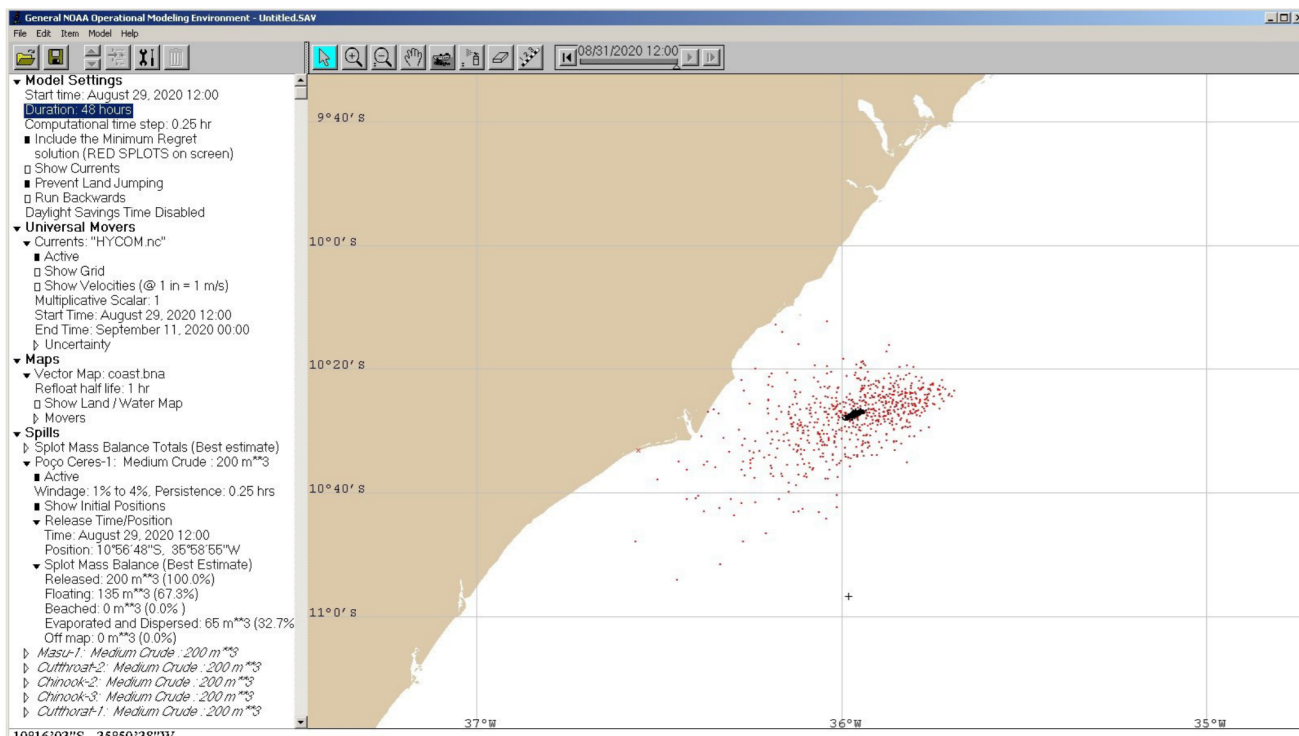 General NOAA Operational Modeling Environment - Untitled.SAV
File Edit Item Model Help
08/31/2020 12:00
Model Settings
Start time: August 29, 2020 12:00
Duration: 48 hours
Computational time step: 0.25 hr
Include the Minimum Regret
solution (RED SPLOTS on screen)
Show Currents
Prevent Land Jumping
Run Backwards
Daylight Savings Time Disabled
Universal Movers
Currents: "HYCOM.nc"
Active
Show Grid
Show Velocities (@ 1 in = 1 m/s)
Multiplicative Scalar: 1
Start Time: August 29, 2020 12:00
End Time: September 11, 2020 00:00
Uncertainty
Maps
Vector Map: coast.bna
Refloat half life: 1 hr
Show Land / Water Map
Movers
Spills
Splot Mass Balance Totals (Best estimate)
Poço Ceres-1: Medium Crude : 200 m**3
Active
Windage: 1% to 4%, Persistence: 0.25 hrs
Show Initial Positions
Release Time/Position
Time: August 29, 2020 12:00
Position: 10°56'48"S, 35°58'55"W
Splot Mass Balance (Best Estimate)
Released: 200 m**3 (100.0%)
Floating: 135 m**3 (67.3%)
Beached: 0 m**3 (0.0% )
Evaporated and Dispersed: 65 m**3 (32.7%
Off map: 0 m**3 (0.0%)
Masu-1: Medium Crude : 200 m**3
Cutthroat-2: Medium Crude : 200 m**3
Chinook-2: Medium Crude : 200 m**3
Chinook-3: Medium Crude : 200 m**3
Cutthorat-1: Medium Crude : 200 m**3
9°40' S
10°0' S
10°20' S
10°40' S
11°0' S
37°W
36°W
35°W